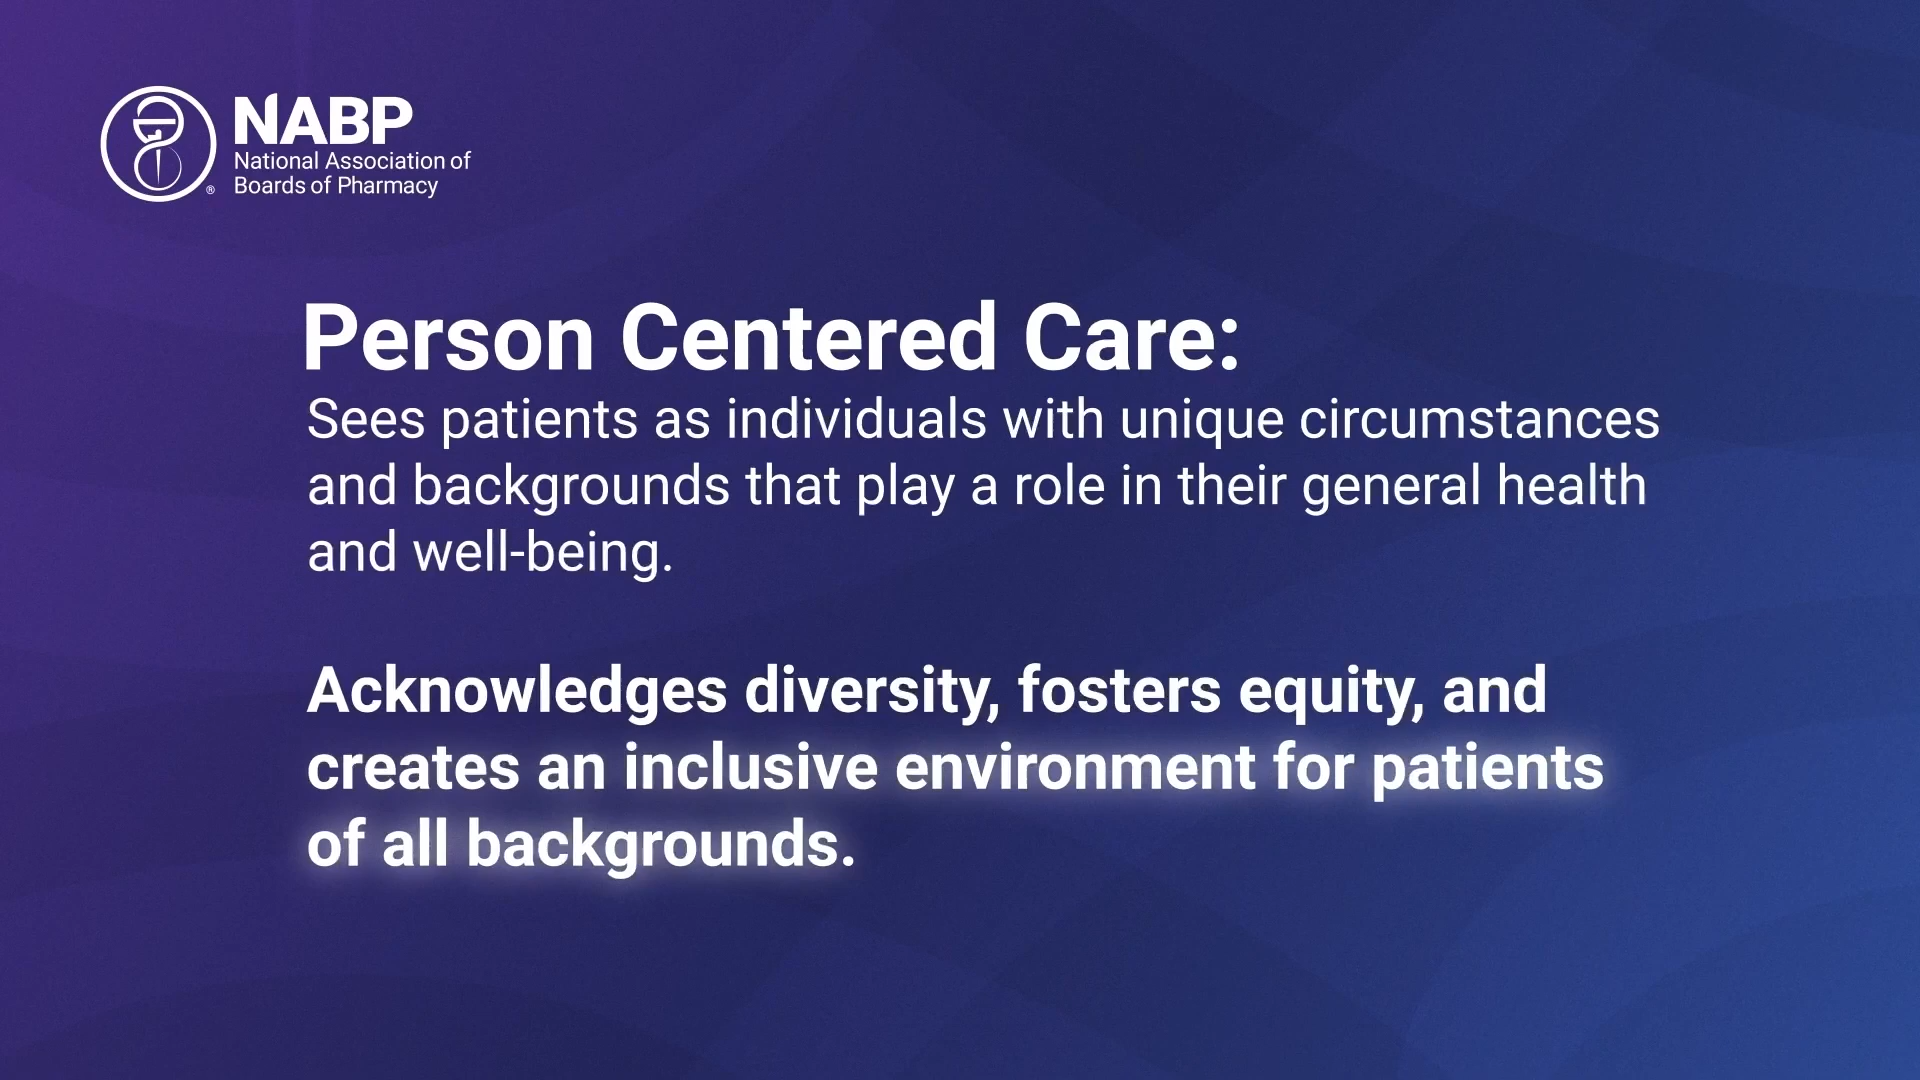 NABP
National Association of
Boards of Pharmacy
®
Person Centered Care:
Sees patients as individuals with unique circumstances
and backgrounds that play a role in their general health
and well-being.
Acknowledges diversity, fosters equity, and
creates an inclusive environment for patients
of all backgrounds.